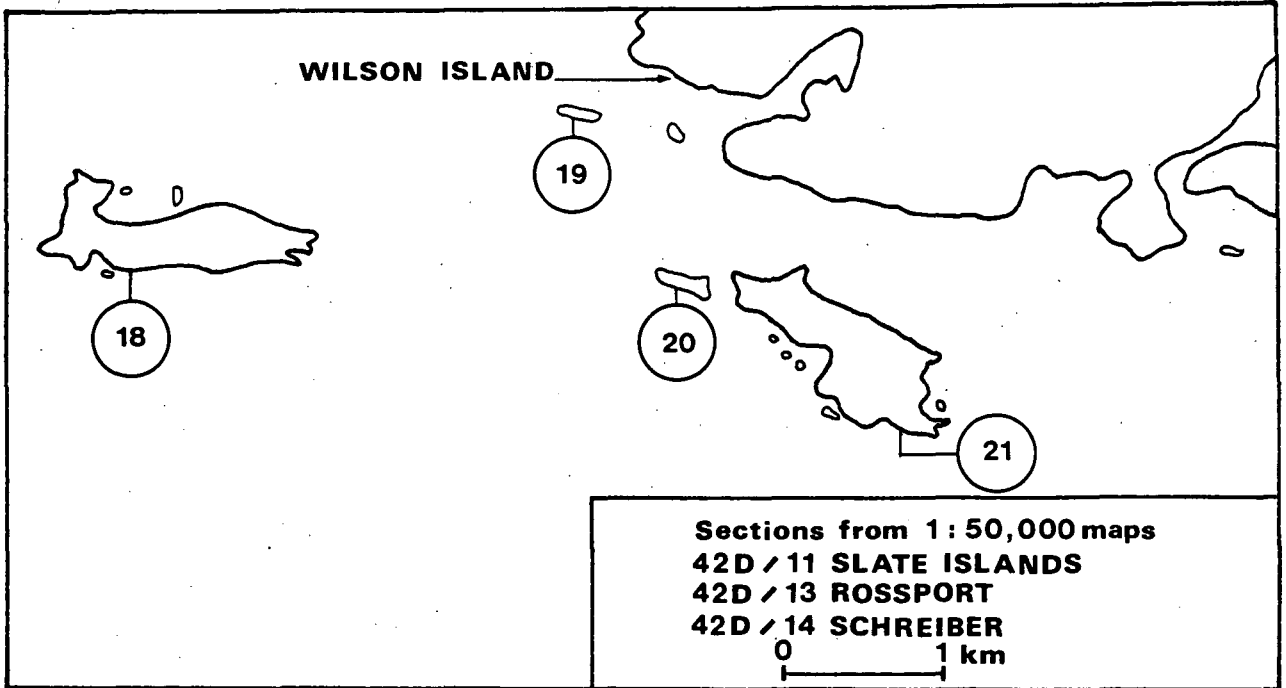 WILSON ISLAND
19
18
20
21
Sections from 1:50,000 maps
42D/11 SLATE ISLANDS
42D/13 ROSSPORT
42D/14 SCHREIBER
0 1 km